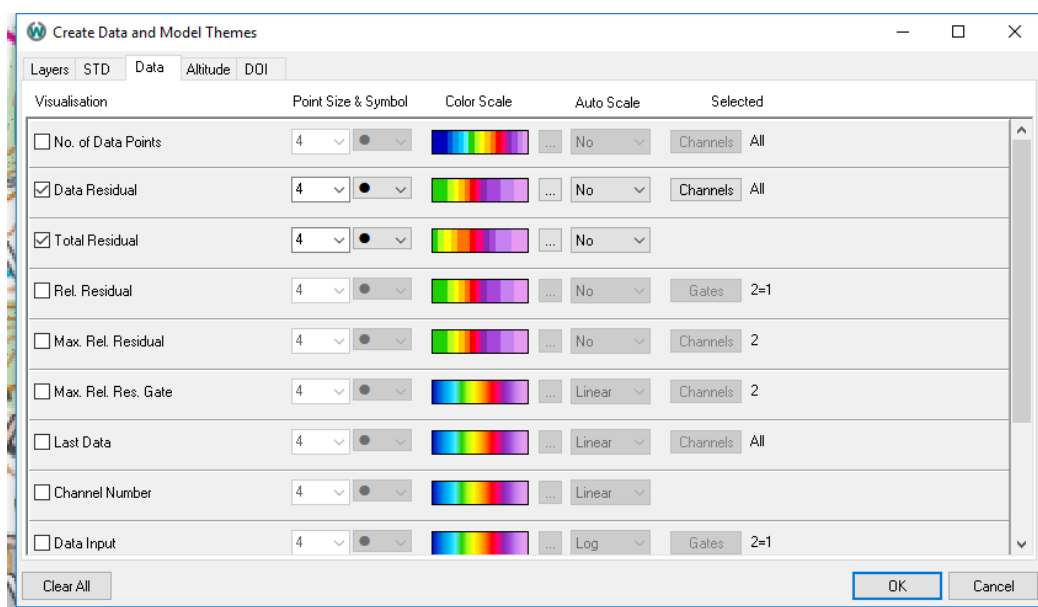 Create Data and Model Themes
Layers STD Data Altitude DOI
Visualisation Point Size & Symbol Color Scale Auto Scale Selected
No. of Data Points 4 ... No Channels All
Data Residual 4 ... No Channels All
Total Residual 4 ... No
Rel. Residual 4 ... No Gates 2=1
Max. Rel. Residual 4 ... No Channels 2
Max. Rel. Res. Gate 4 ... Linear Channels 2
Last Data 4 ... Linear Channels All
Channel Number 4 ... Linear
Data Input 4 ... Log Gates 2=1
Clear All OK Cancel